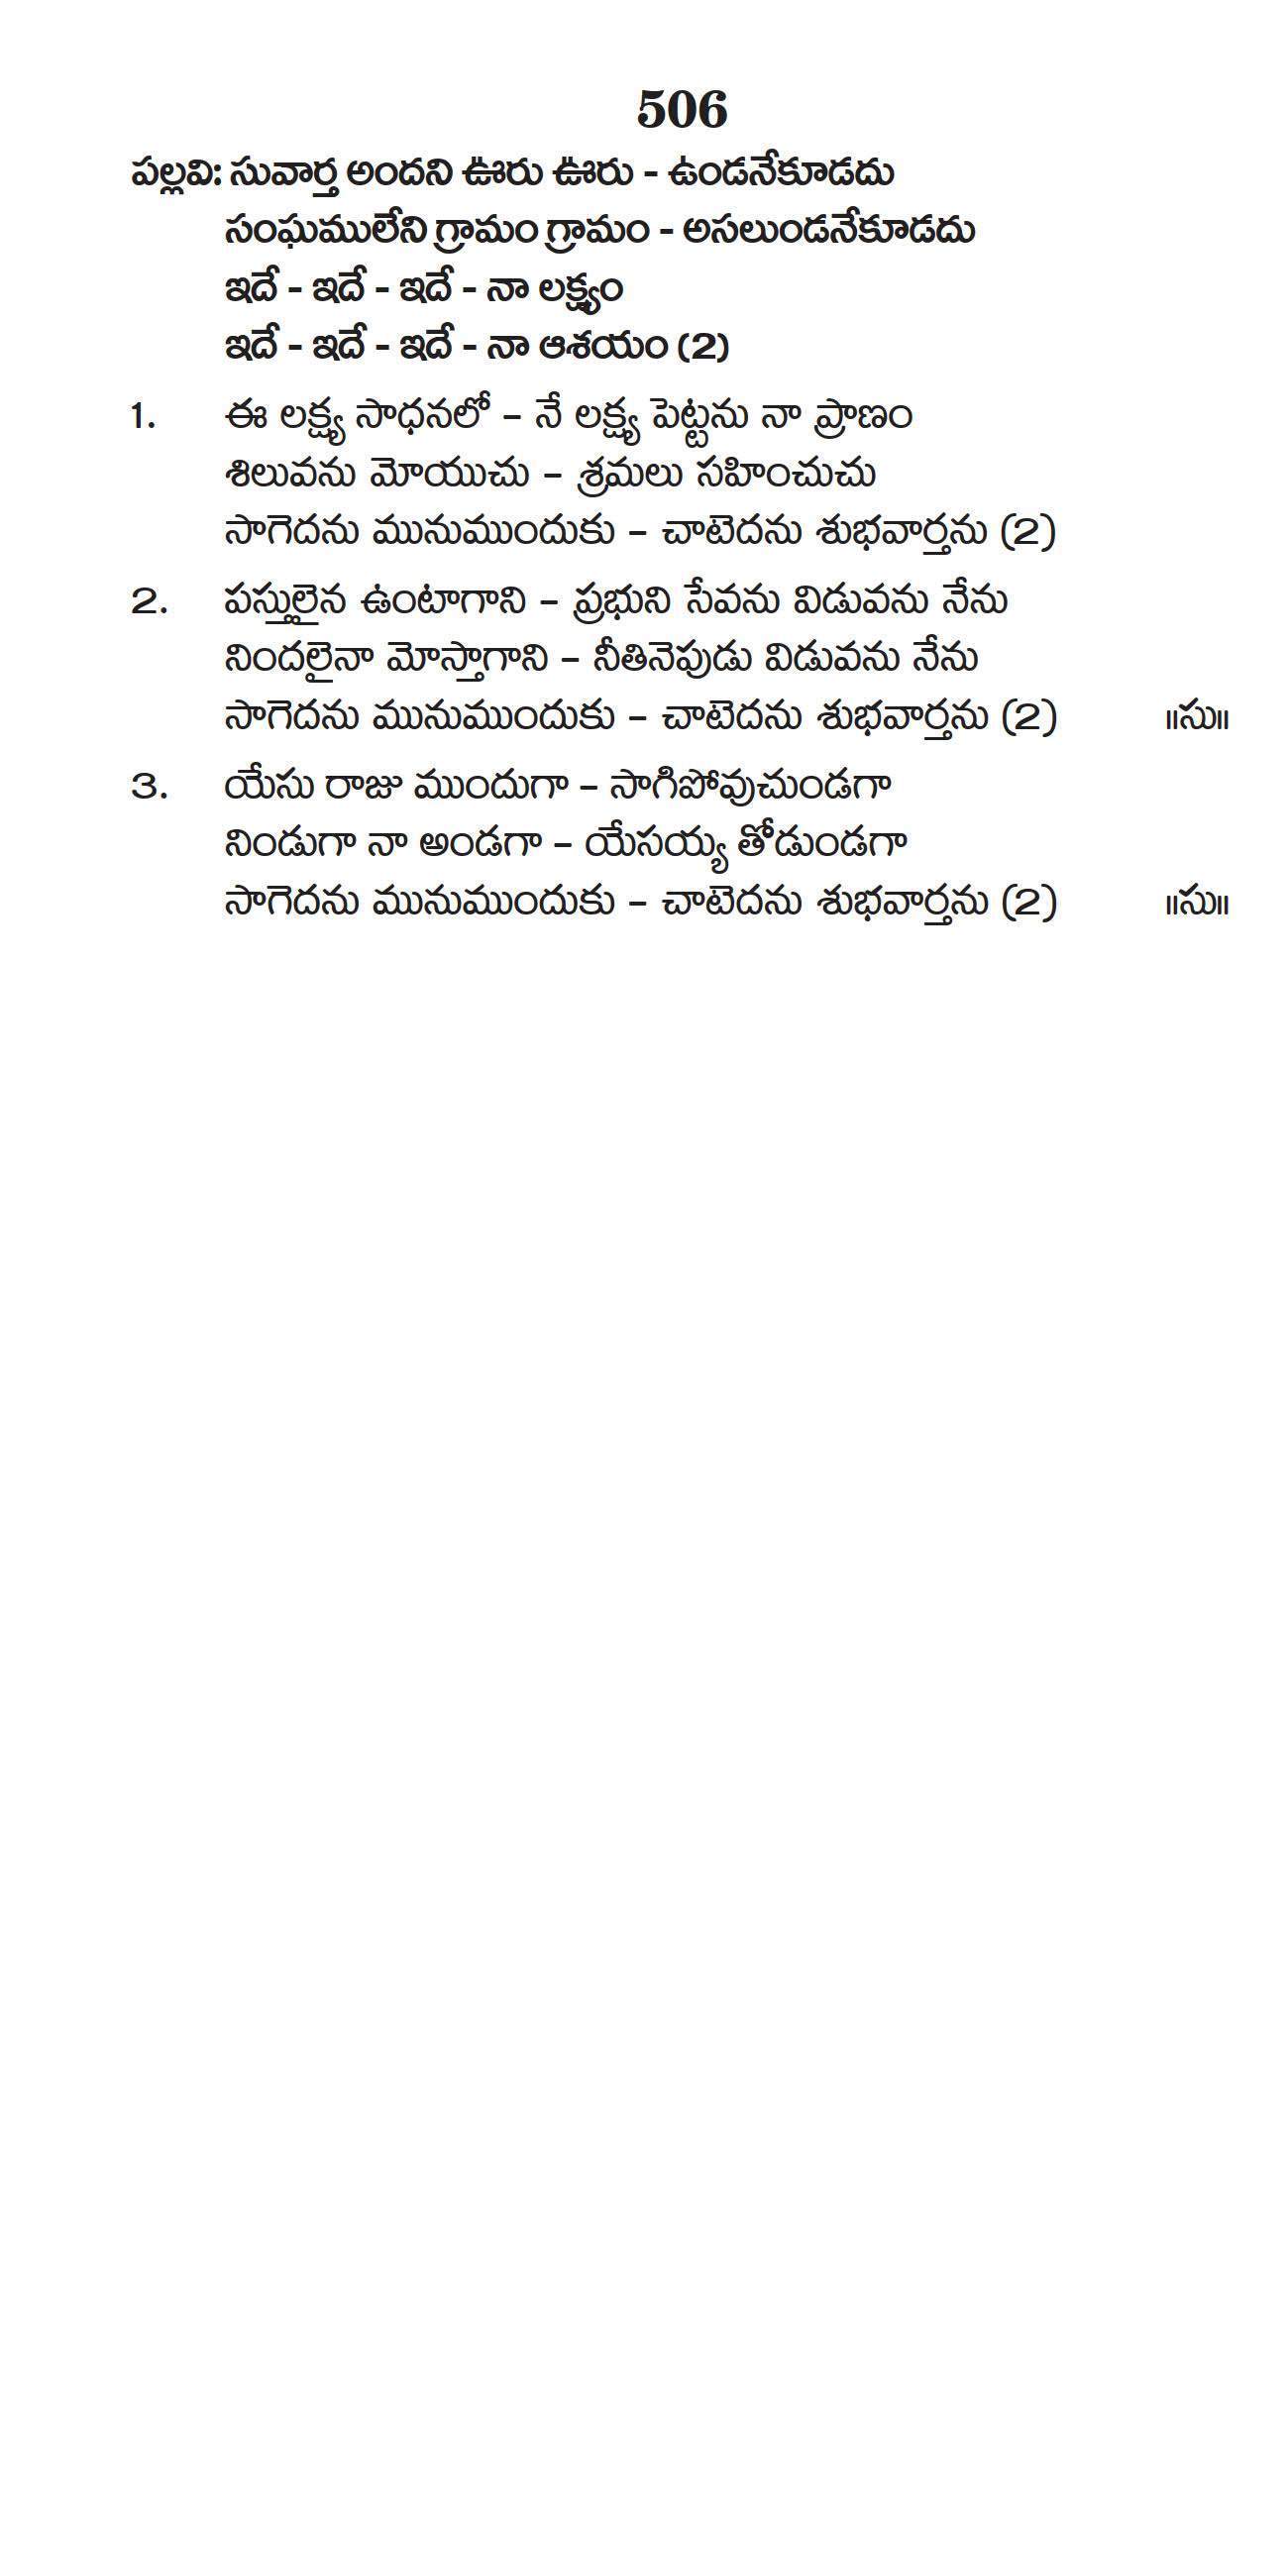 506
పల్లవి: సువార్త అందని ఊరు ఊరు - ఉండనేకూడదు
సంఘములేని గ్రామం గ్రామం - అసలుండనేకూడదు
ఇదే - ఇదే - ఇదే - నా లక్ష్యం
ఇదే - ఇదే - ఇదే - నా ఆశయం (2)
1. ఈ లక్ష్య సాధనలో – నే లక్ష్య పెట్టను నా ప్రాణం
శిలువను మోయుచు – శ్రమలు సహించుచు
సాగెదను మునుముందుకు – చాటెదను శుభవార్తను (2)
2. పస్తులైన ఉంటాగాని – ప్రభుని సేవను విడువను నేను
నిందలైనా మోస్తాగాని – నీతినెపుడు విడువను నేను
సాగెదను మునుముందుకు – చాటెదను శుభవార్తను (2) ॥సు॥
3. యేసు రాజు ముందుగా – సాగిపోవుచుండగా
నిండుగా నా అండగా – యేసయ్య తోడుండగా
సాగెదను మునుముందుకు – చాటెదను శుభవార్తను (2) ॥సు॥